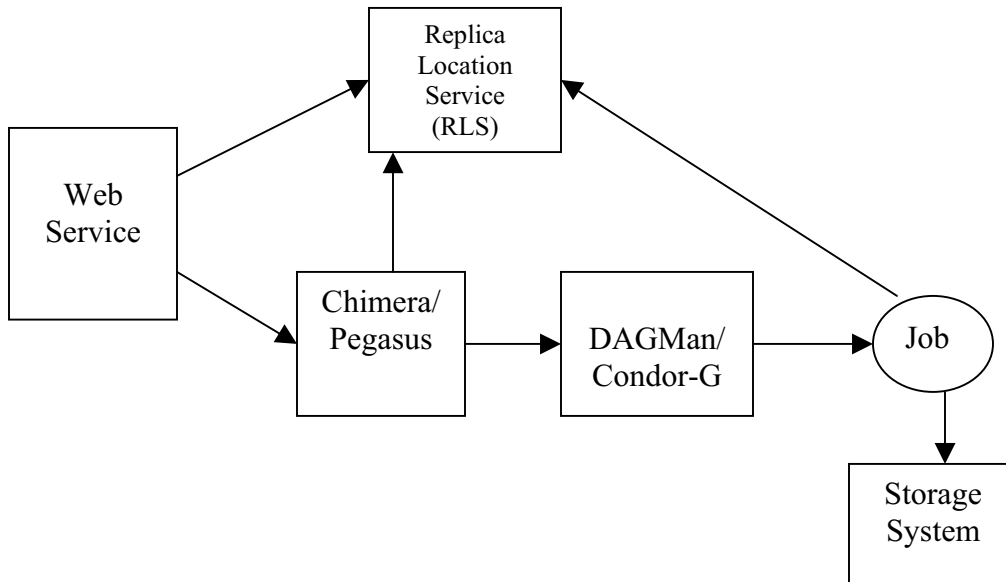 Replica
Location
Service
(RLS)
Web
Service
Chimera/
Pegasus
DAGMan/
Condor-G
Job
Storage
System